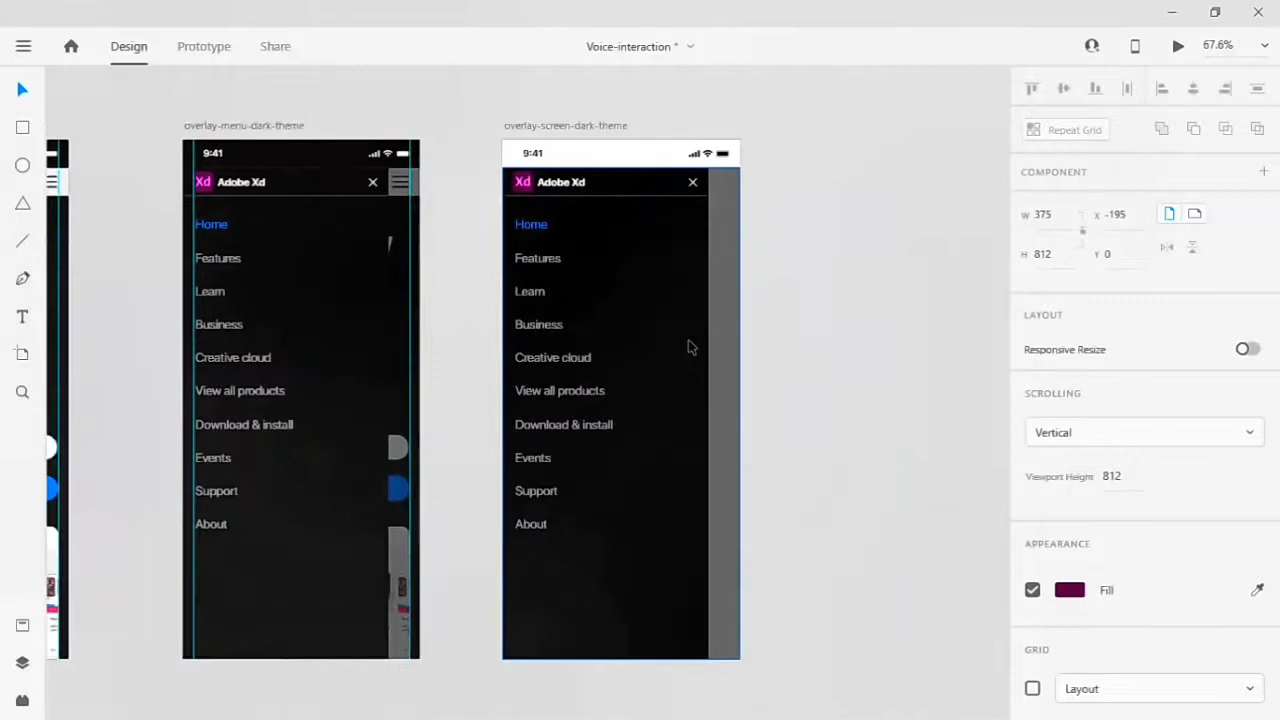 Design
Prototype
Share
Voice-interaction *
67.6%
overlay-menu-dark-theme
overlay-screen-dark-theme
9:41
9:41
Xd Adobe Xd
Xd Adobe Xd
Home
Home
Features
Features
Learn
Learn
Business
Business
Creative cloud
Creative cloud
View all products
View all products
Download & install
Download & install
Events
Events
Support
Support
About
About
Repeat Grid
COMPONENT
W 375
X -195
H 812
Y 0
LAYOUT
Responsive Resize
SCROLLING
Vertical
Viewport Height 812
APPEARANCE
Fill
GRID
Layout